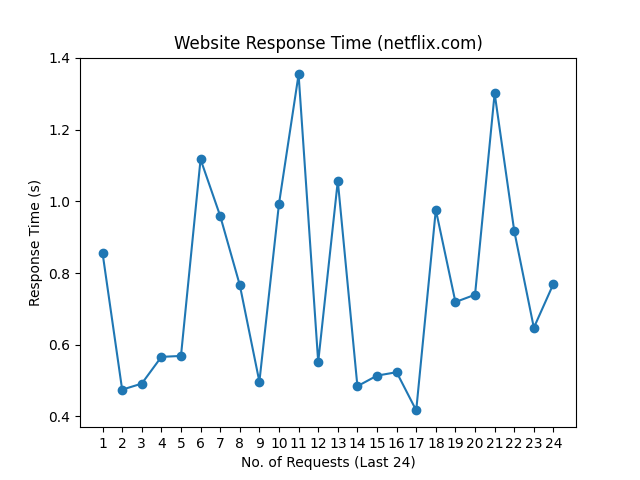 Website Response Time (netflix.com)
Response Time (s)
1.4
1.2
1.0
0.8
0.6
0.4
1 2 3 4 5 6 7 8 9 10 11 12 13 14 15 16 17 18 19 20 21 22 23 24
No. of Requests (Last 24)